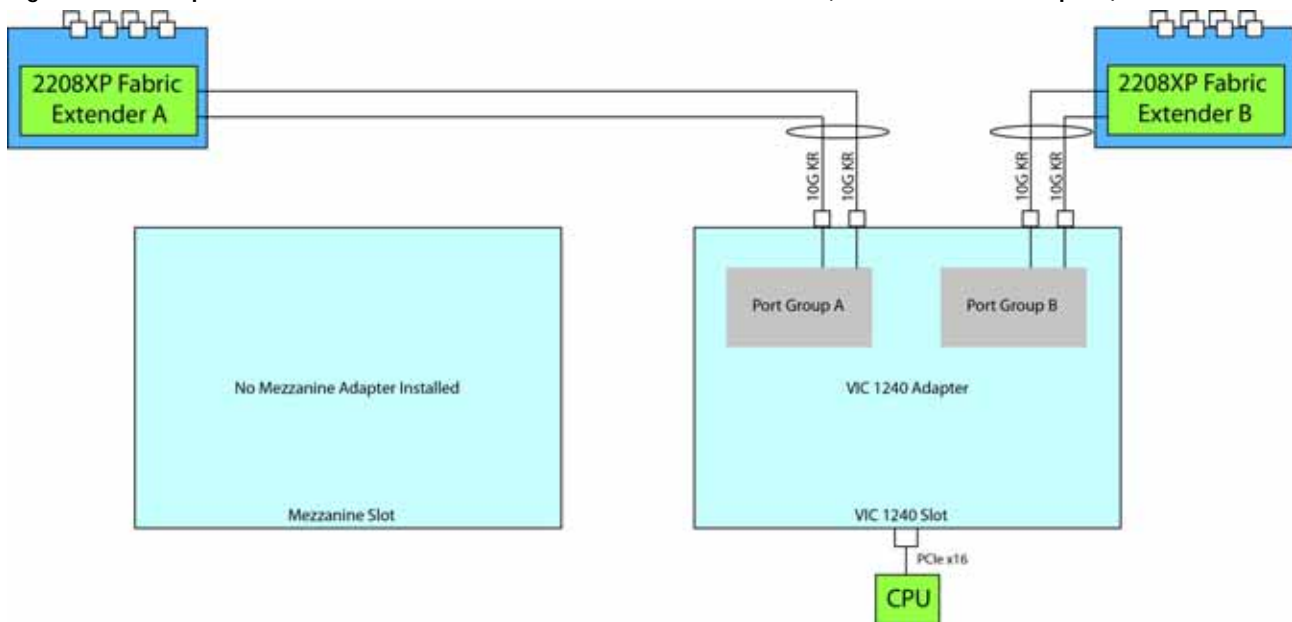 2208XP Fabric
Extender A
2208XP Fabric
Extender B
10G KR
10G KR
10G KR
10G KR
Port Group A
Port Group B
No Mezzanine Adapter Installed
VIC 1240 Adapter
Mezzanine Slot
VIC 1240 Slot
PCIe x16
CPU